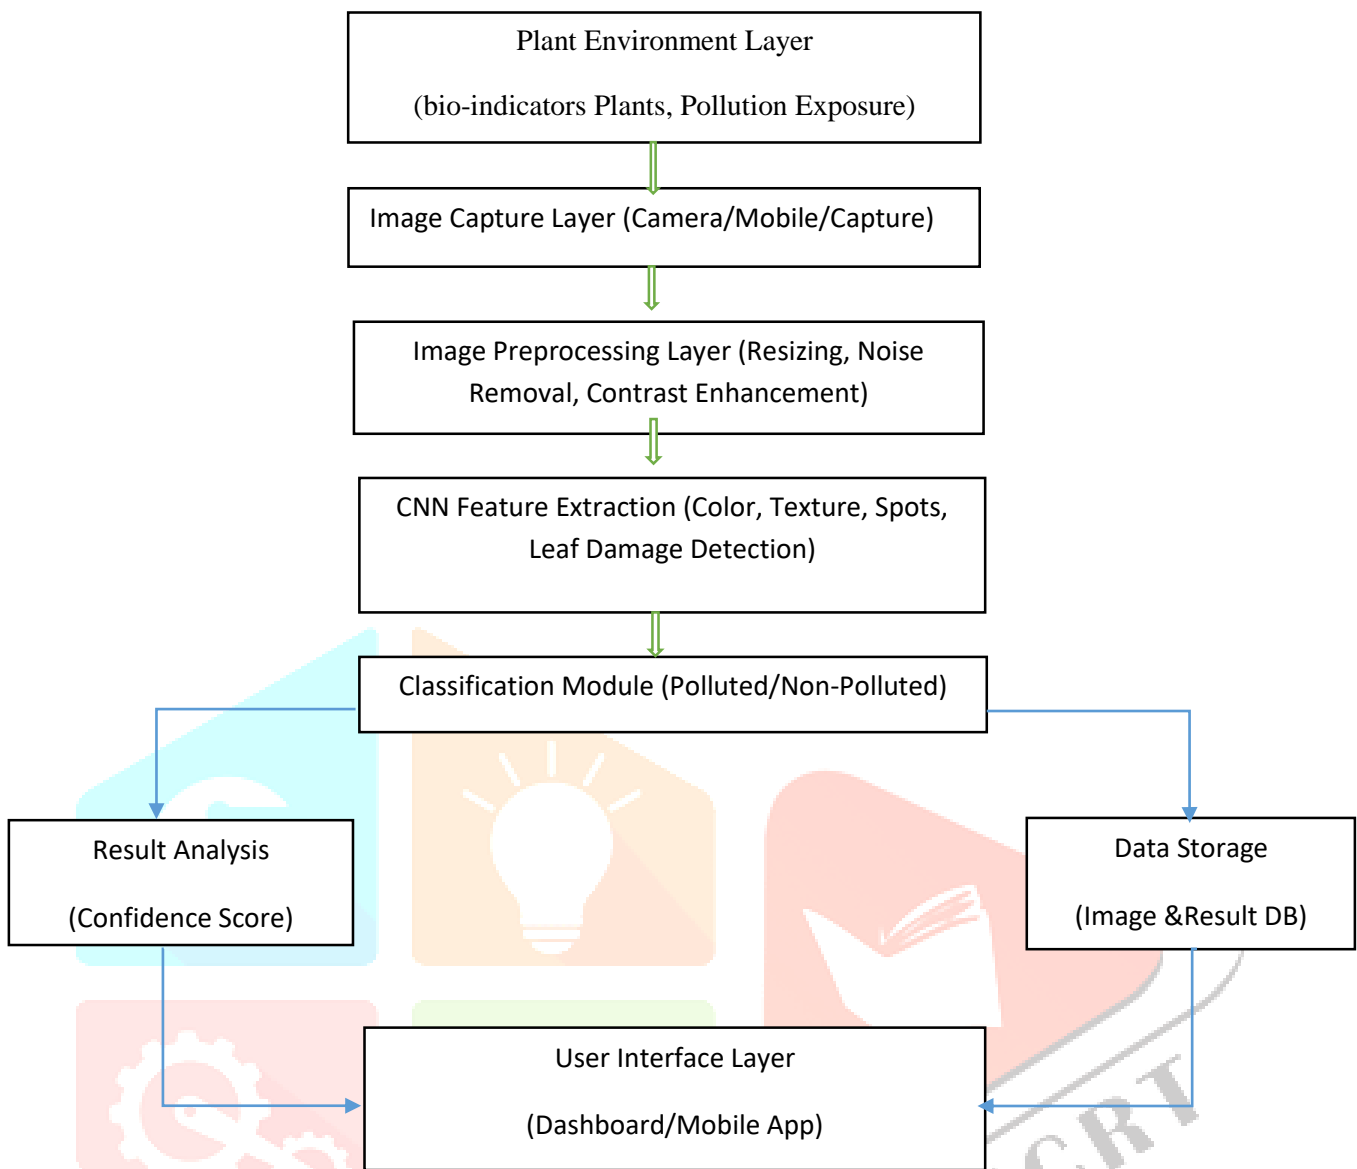 Plant Environment Layer
(bio-indicators Plants, Pollution Exposure)
Image Capture Layer (Camera/Mobile/Capture)
Image Preprocessing Layer (Resizing, Noise
Removal, Contrast Enhancement)
CNN Feature Extraction (Color, Texture, Spots,
Leaf Damage Detection)
Classification Module (Polluted/Non-Polluted)
Result Analysis
(Confidence Score)
Data Storage
(Image &Result DB)
User Interface Layer
(Dashboard/Mobile App)
CRT